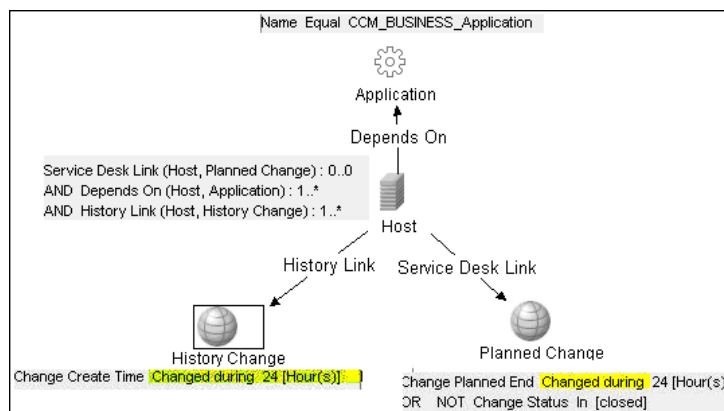 Name Equal CCM_BUSINESS_Application
Application
Depends On
Service Desk Link (Host, Planned Change) : 0..0
AND Depends On (Host, Application) : 1..*
AND History Link (Host, History Change) : 1..*
Host
History Link
Service Desk Link
History Change
Planned Change
Change Create Time Changed during 24 [Hour(s)]
Change Planned End Changed during 24 [Hour(s)
OR NOT Change Status In [closed]